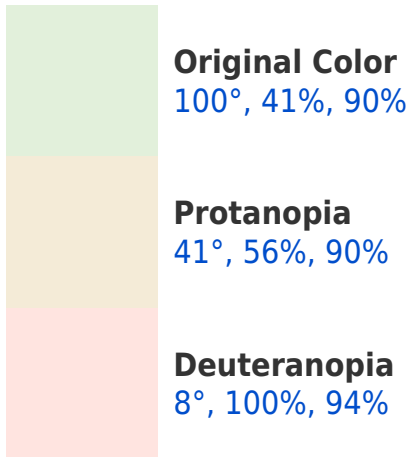 Original Color
100°, 41%, 90%
Protanopia
41°, 56%, 90%
Deuteranopia
8°, 100%, 94%